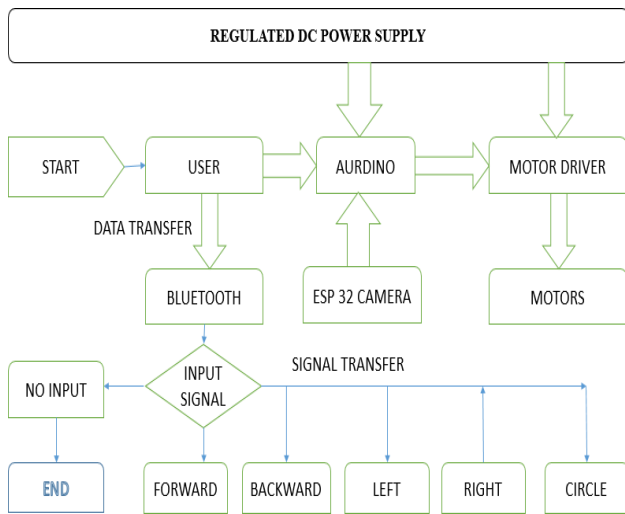 REGULATED DC POWER SUPPLY
START
USER
AURDINO
MOTOR DRIVER
DATA TRANSFER
BLUETOOTH
ESP 32 CAMERA
MOTORS
INPUT
SIGNAL
SIGNAL TRANSFER
NO INPUT
END
FORWARD
BACKWARD
LEFT
RIGHT
CIRCLE